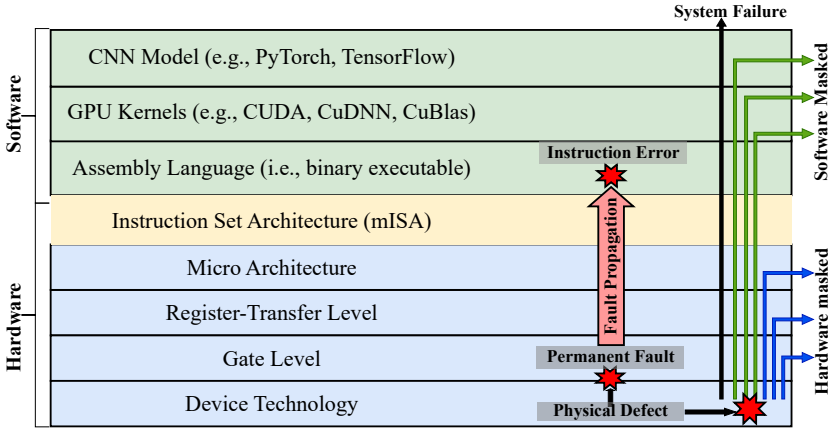 System Failure
CNN Model (e.g., PyTorch, TensorFlow)
GPU Kernels (e.g., CUDA, CuDNN, CuBlas)
Instruction Error
Assembly Language (i.e., binary executable)
Instruction Set Architecture (mISA)
Micro Architecture
Register-Transfer Level
Permanent Fault
Gate Level
Device Technology
Physical Defect
Fault Propagation
Software
Hardware
Software Masked
Hardware masked